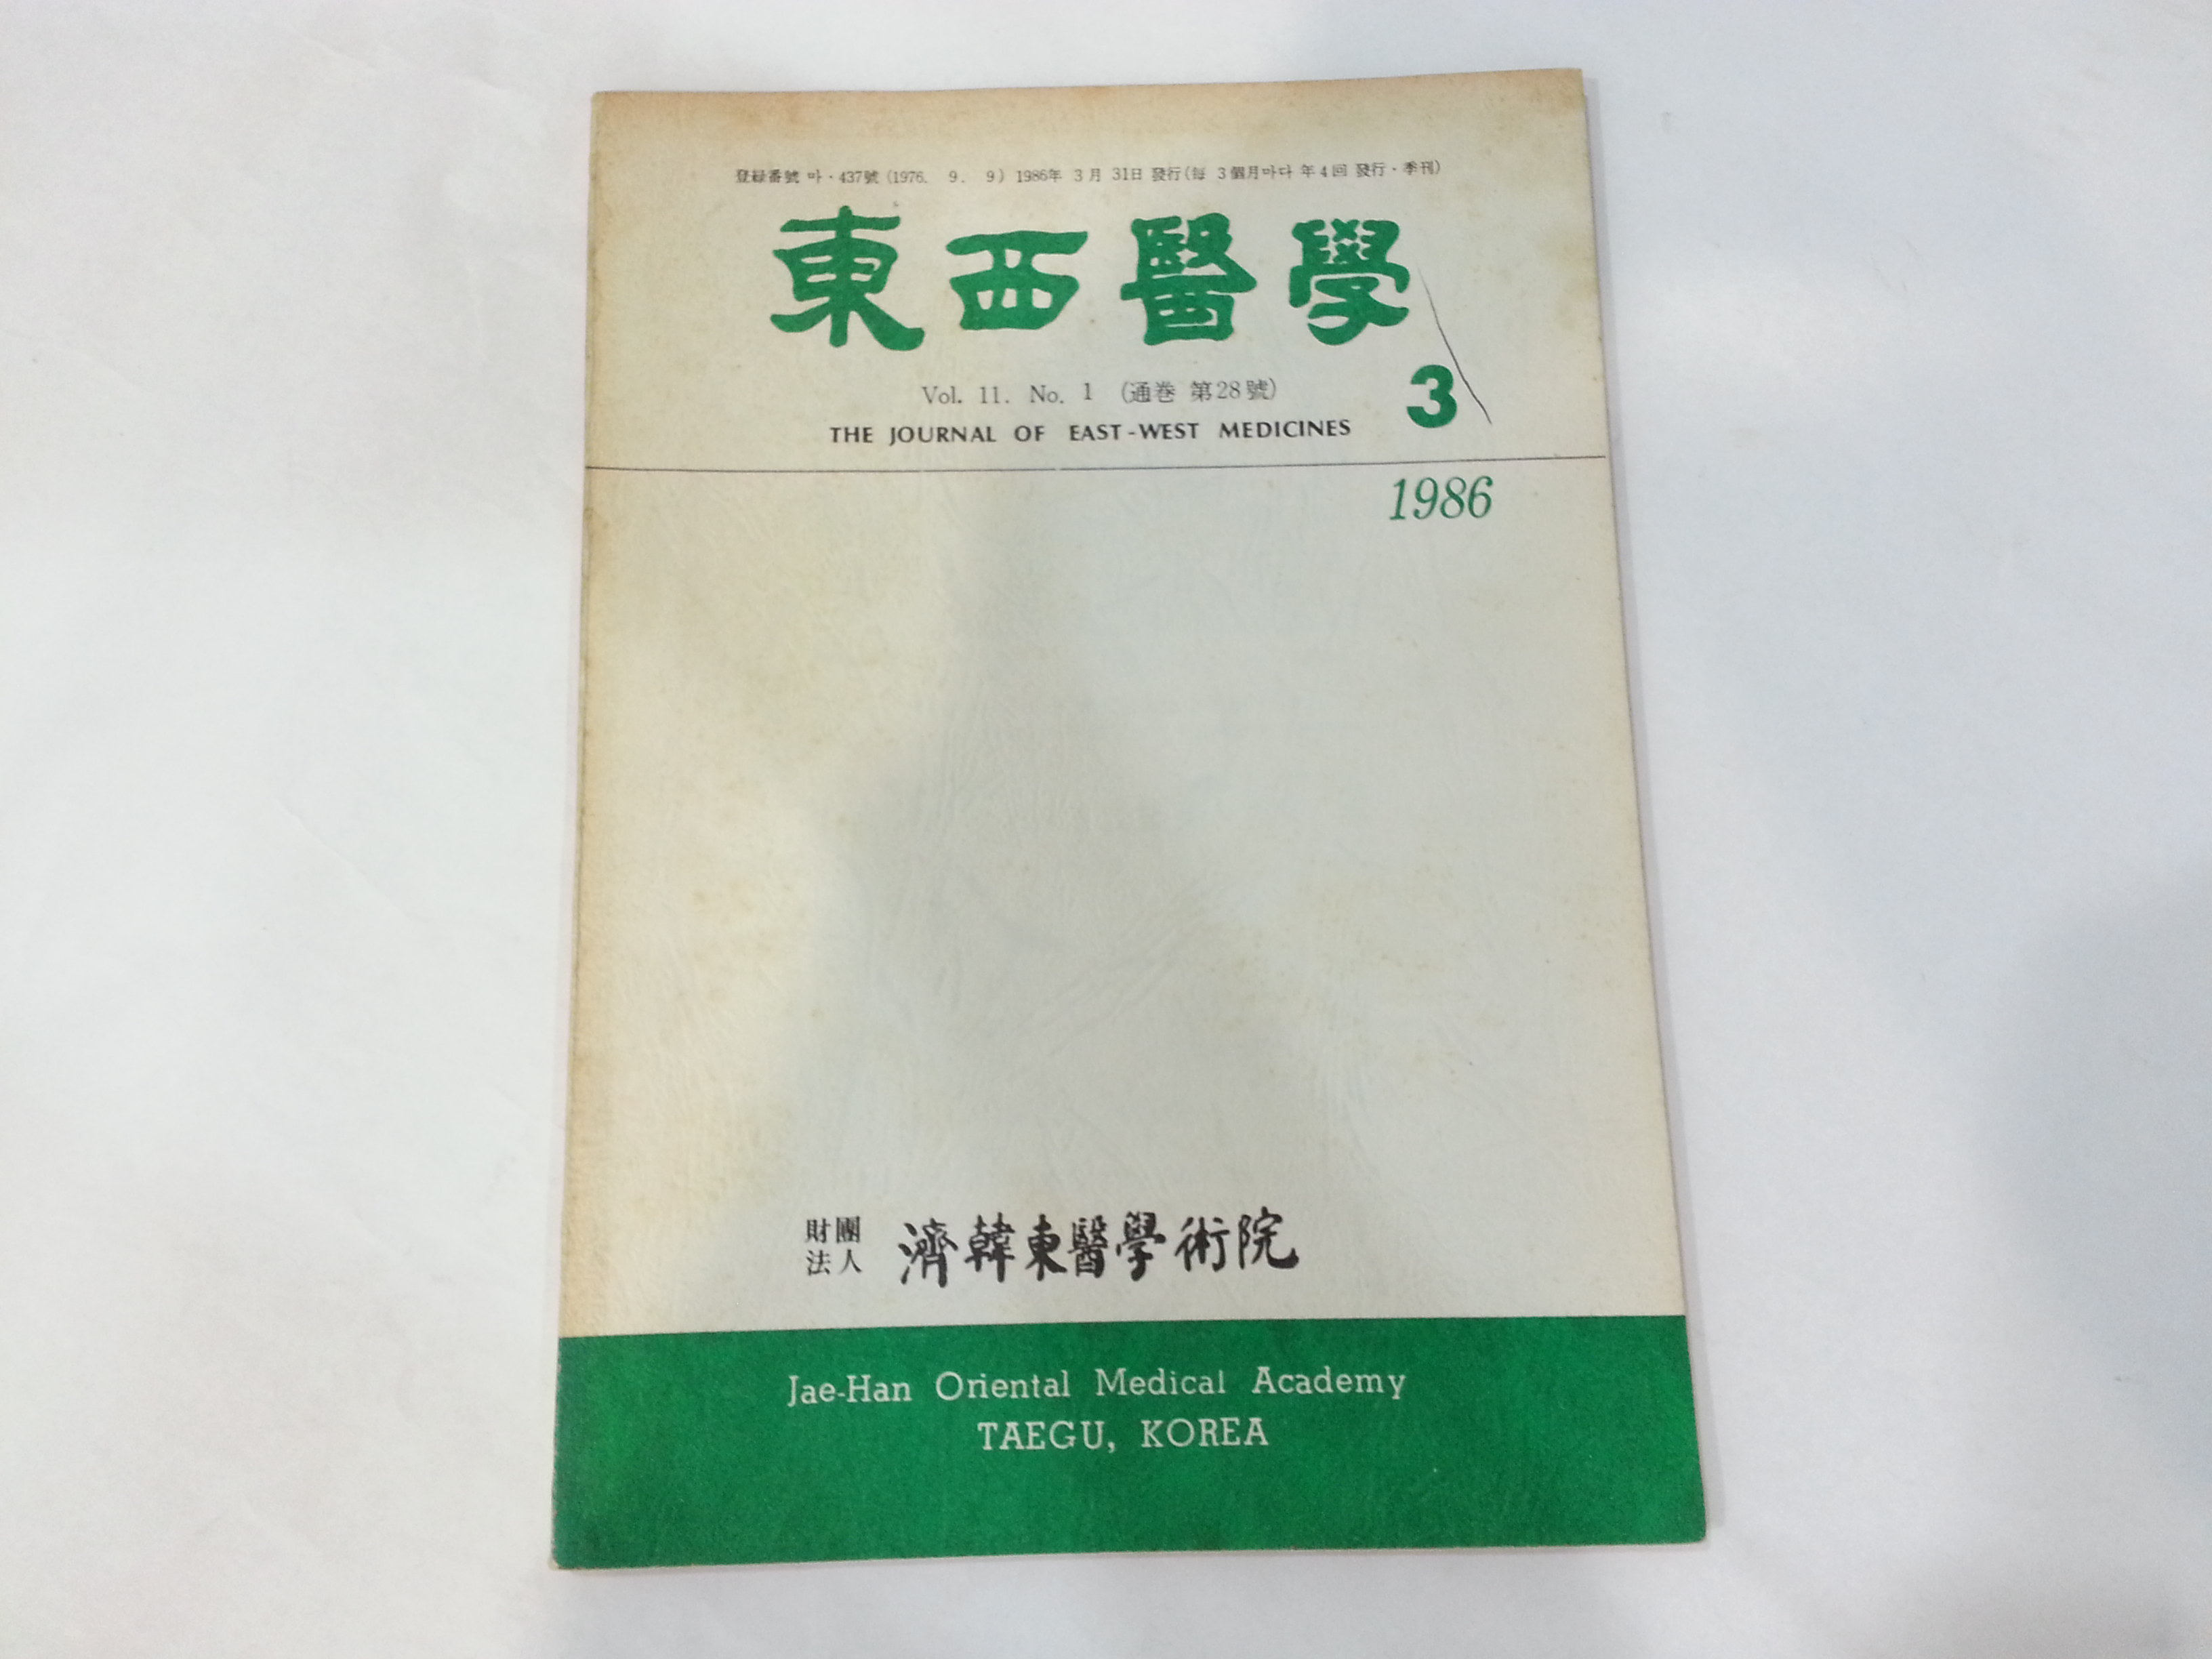 登録番號 마·437號 (1976. 9. 9) 1986年 3月 31日 發行(每 3個月마다 年4回 發行·季刊)
東西醫學
3
Vol. 11. No. 1 (通巻 第28號)
THE JOURNAL OF EAST-WEST MEDICINES
1986
財團
法人
濟韓東醫學術院
Jae-Han Oriental Medical Academy
TAEGU, KOREA